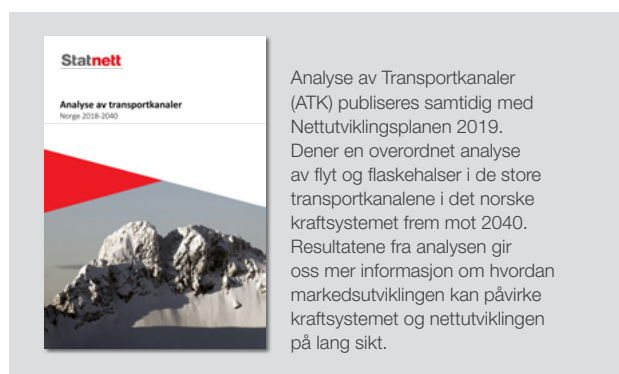 Statnett
Analyse av transportkanaler
Norge 2018-2040
Analyse av Transportkanaler
(ATK) publiseres samtidig med
Nettutviklingsplanen 2019.
Dener en overordnet analyse
av flyt og flaskehalser i de store
transportkanalene i det norske
kraftsystemet frem mot 2040.
Resultatene fra analysen gir
oss mer informasjon om hvordan
markedsutviklingen kan påvirke
kraftsystemet og nettutviklingen
på lang sikt.